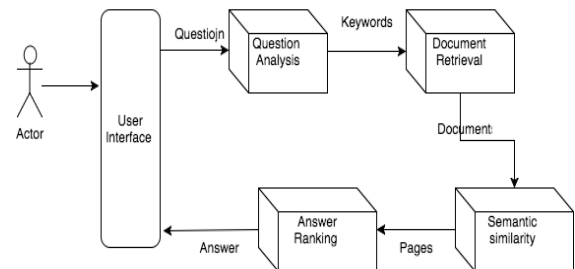 Questiojn
Keywords
Question
Analysis
Document
Retrieval
Actor
User
Interface
Document
Answer
Ranking
Semantic
similarity
Answer
Pages